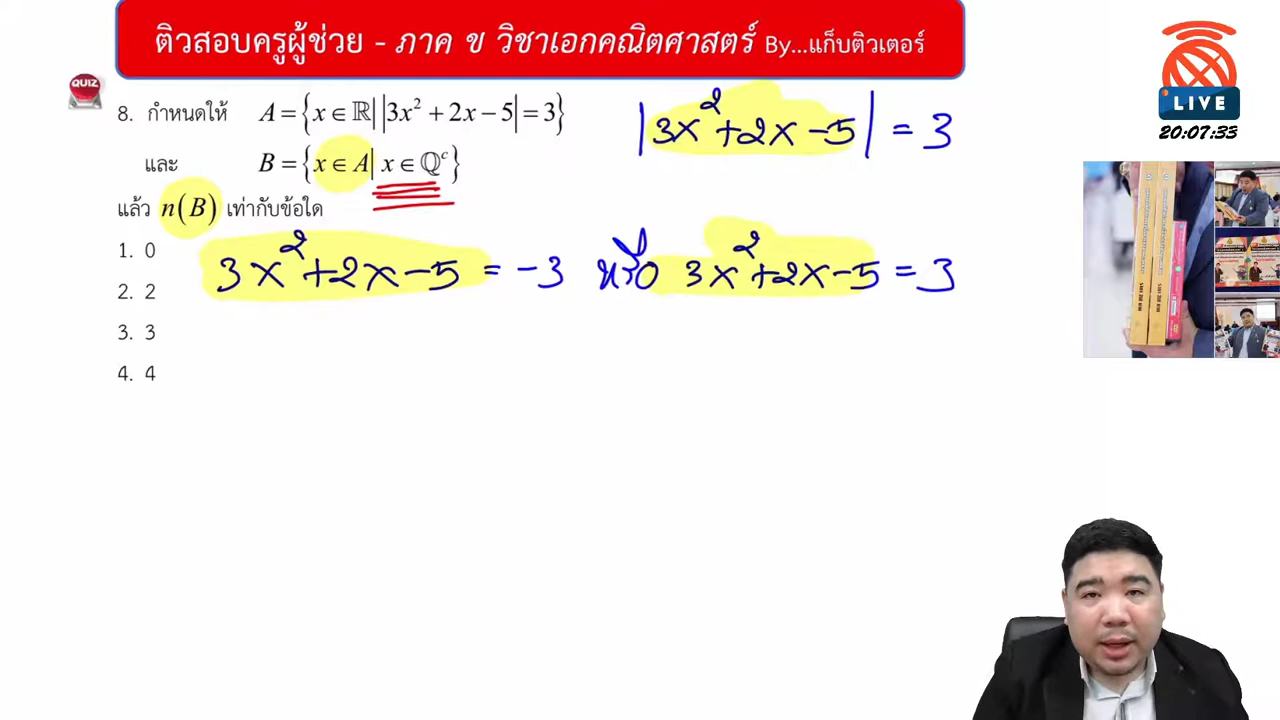 ติวสอบครูผู้ช่วย - ภาค ข วิชาเอกคณิตศาสตร์ By...แก็บติวเตอร์
QUIZ
8. กำหนดให้ A = {x ∈ ℝ| |3x² + 2x − 5| = 3}
|3x² + 2x − 5| = 3
และ B = {x ∈ A| x ∈ ℚᶜ}
แล้ว n(B) เท่ากับข้อใด
1. 0
3x² + 2x − 5 = −3 หรือ 3x² + 2x − 5 = 3
2. 2
3. 3
4. 4
LIVE
20:07:33